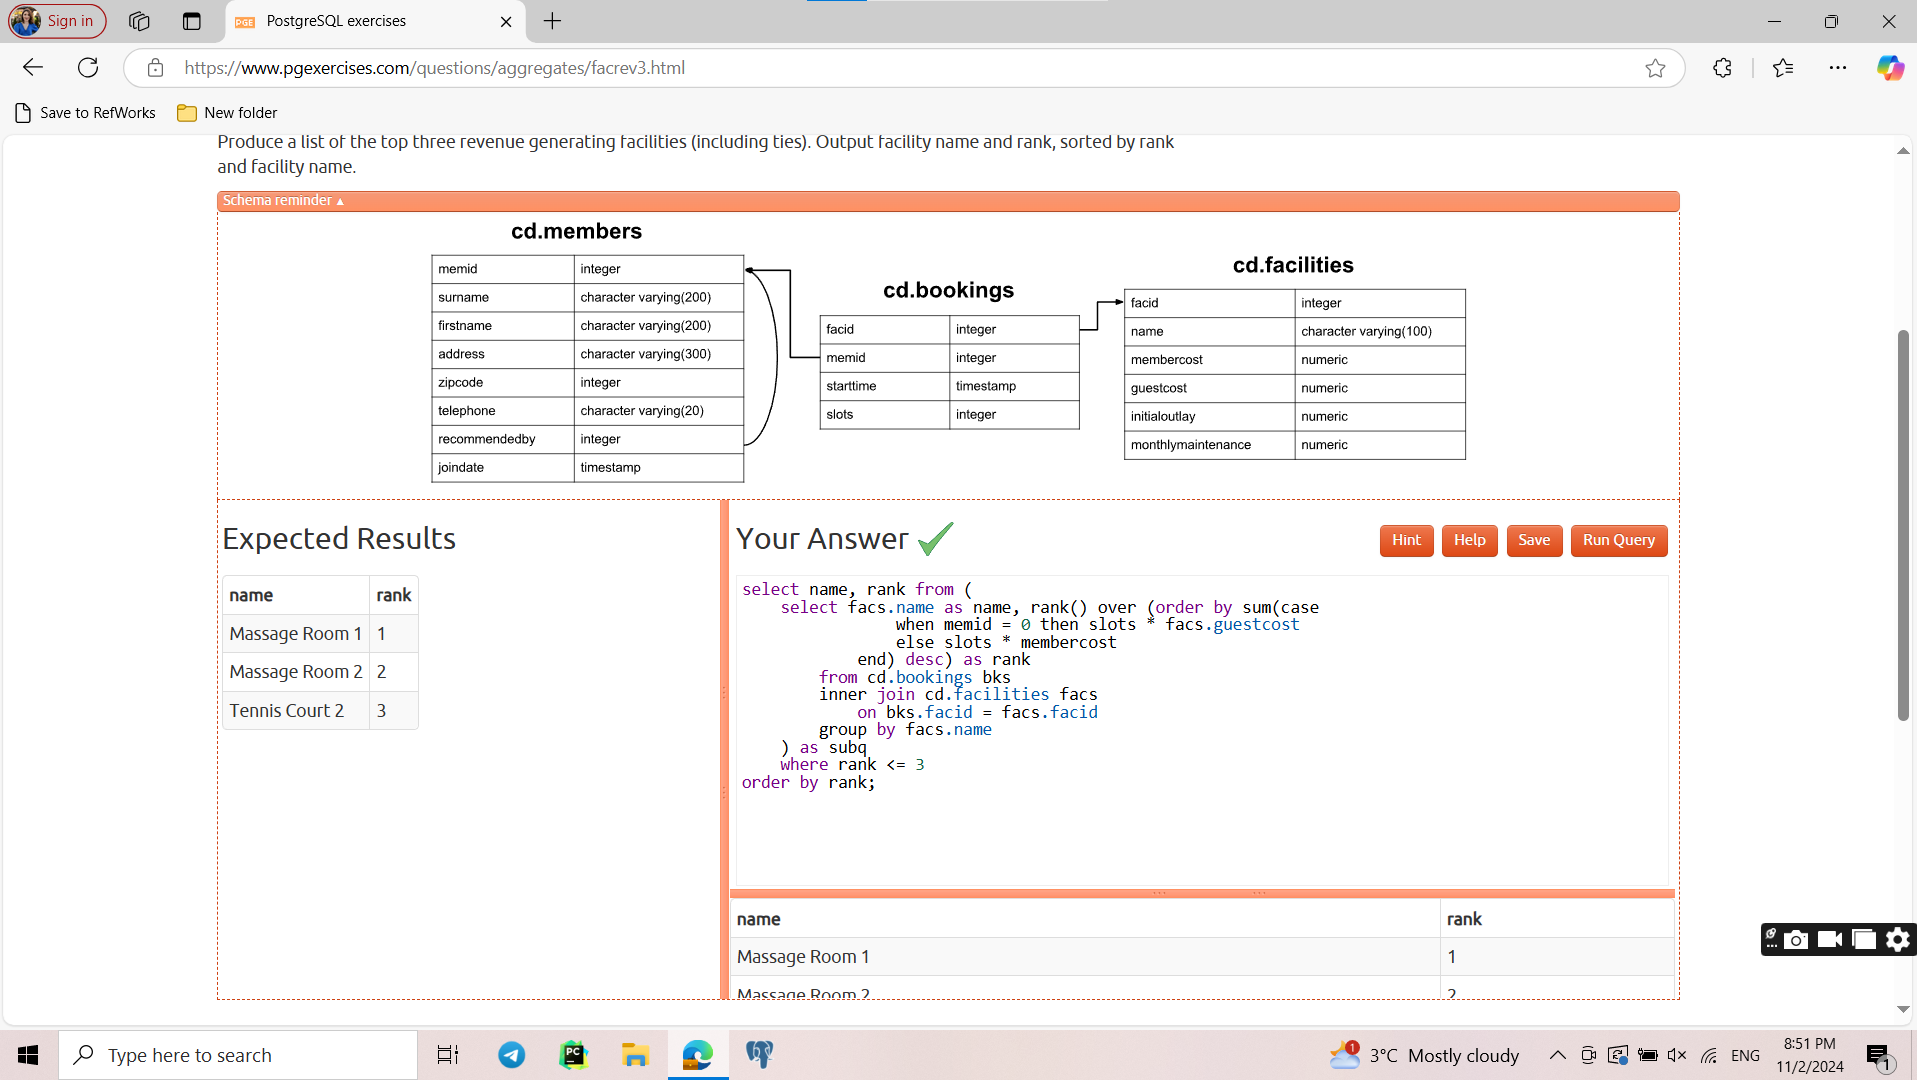 Sign in
PGE PostgreSQL exercises
https://www.pgexercises.com/questions/aggregates/facrev3.html
Save to RefWorks New folder
Produce a list of the top three revenue generating facilities (including ties). Output facility name and rank, sorted by rank
and facility name.
Schema reminder ▲
cd.members
memid integer
surname character varying(200)
firstname character varying(200)
address character varying(300)
zipcode integer
telephone character varying(20)
recommendedby integer
joindate timestamp
cd.bookings
facid integer
memid integer
starttime timestamp
slots integer
cd.facilities
facid integer
name character varying(100)
membercost numeric
guestcost numeric
initialoutlay numeric
monthlymaintenance numeric
Expected Results
name rank
Massage Room 1 1
Massage Room 2 2
Tennis Court 2 3
Your Answer
Hint Help Save Run Query
select name, rank from (
select facs.name as name, rank() over (order by sum(case
when memid = 0 then slots * facs.guestcost
else slots * membercost
end) desc) as rank
from cd.bookings bks
inner join cd.facilities facs
on bks.facid = facs.facid
group by facs.name
) as subq
where rank <= 3
order by rank;
name rank
Massage Room 1 1
Massage Room 2 2
Type here to search
PC
1
3°C Mostly cloudy
ENG
8:51 PM
11/2/2024
1